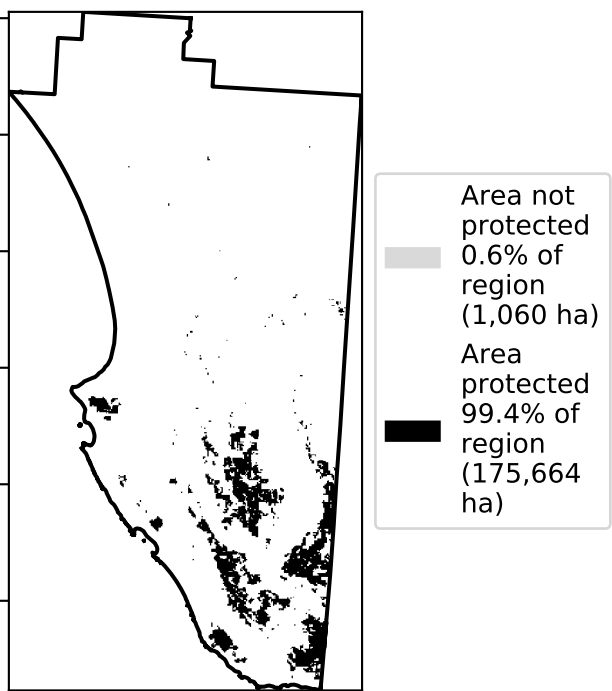 Area not
protected
0.6% of
region
(1,060 ha)
Area
protected
99.4% of
region
(175,664
ha)